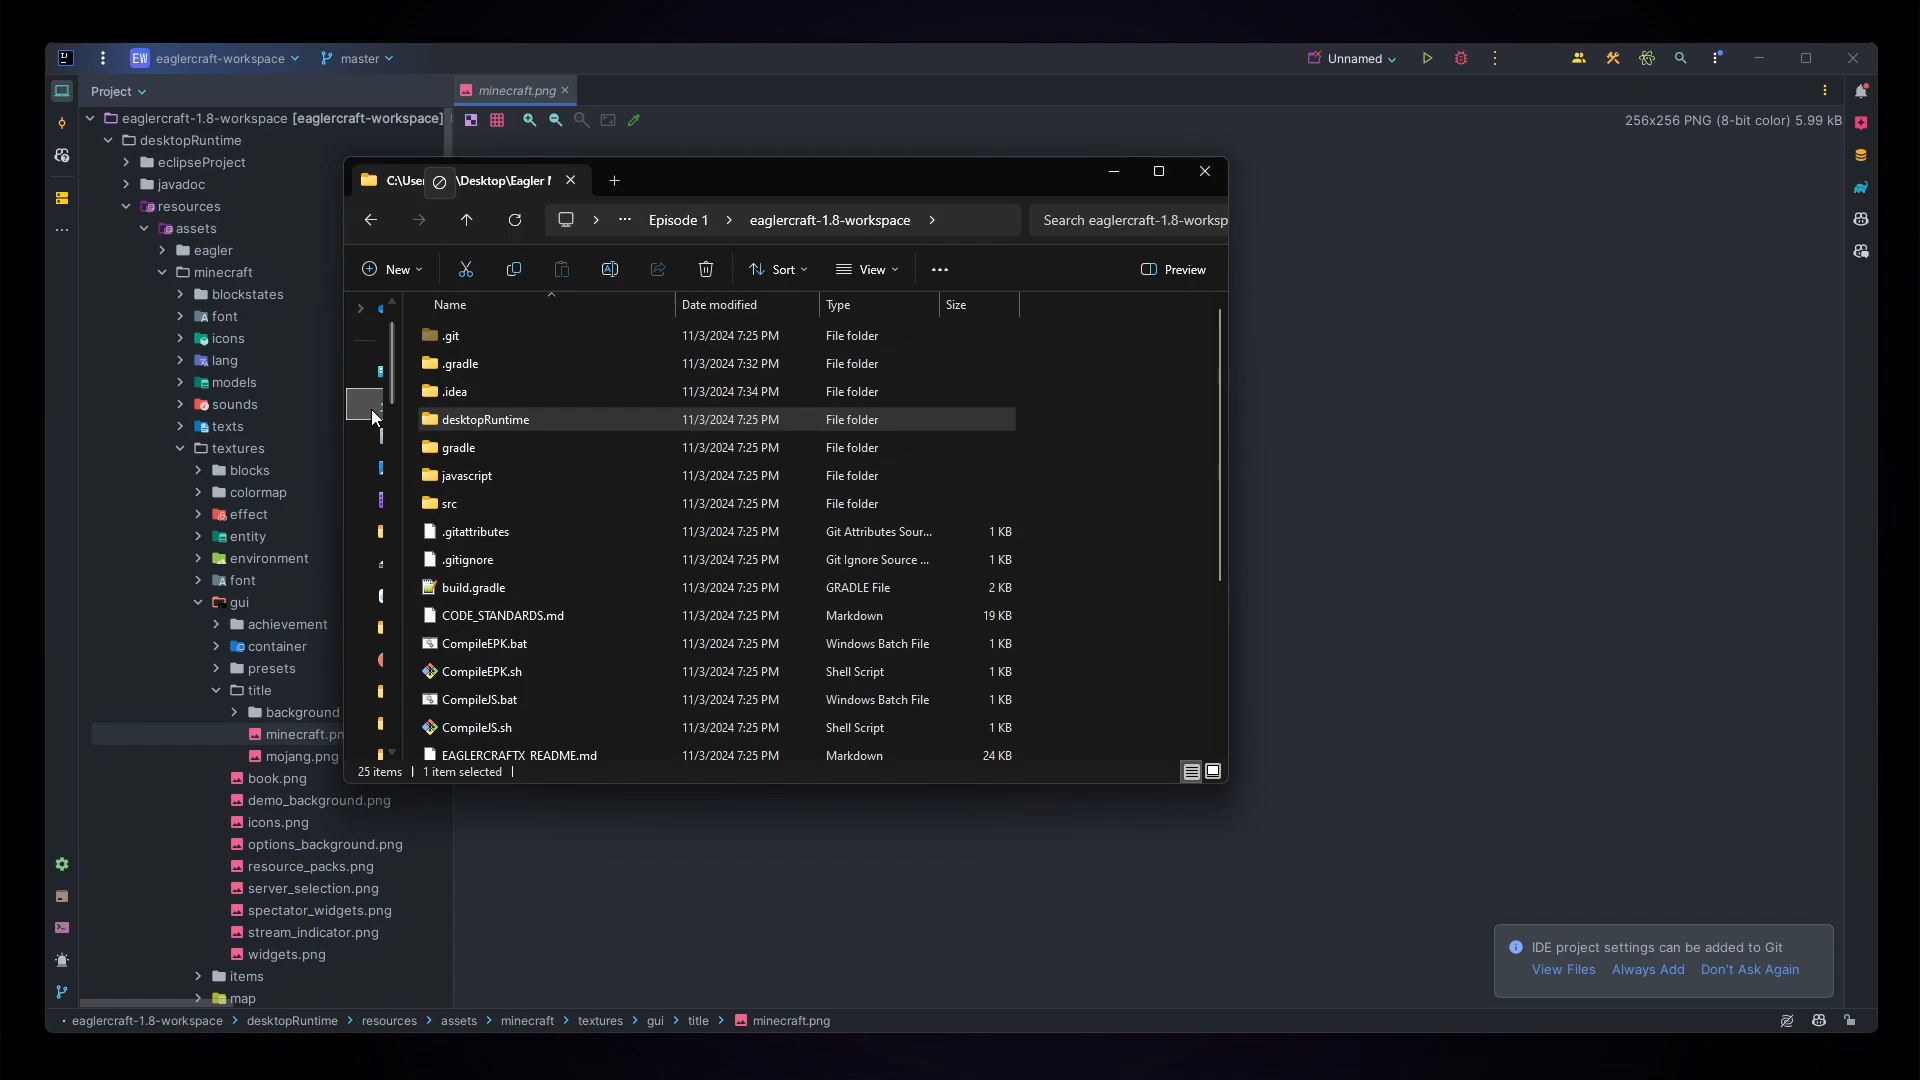 EW eaglercraft-workspace master Unnamed
Project
minecraft.png
eaglercraft-1.8-workspace [eaglercraft-workspace]
256x256 PNG (8-bit color) 5.99 kB
desktopRuntime
eclipseProject
javadoc
resources
assets
eagler
minecraft
blockstates
font
icons
lang
models
sounds
texts
textures
blocks
colormap
effect
entity
environment
font
gui
achievement
container
presets
title
background
minecraft.pn
mojang.png
book.png
demo_background.png
icons.png
options_background.png
resource_packs.png
server_selection.png
spectator_widgets.png
stream_indicator.png
widgets.png
items
map
C:\User \Desktop\Eagler
Episode 1 eaglercraft-1.8-workspace Search eaglercraft-1.8-worksp
New Sort View Preview
Name Date modified Type Size
.git 11/3/2024 7:25 PM File folder
.gradle 11/3/2024 7:32 PM File folder
.idea 11/3/2024 7:34 PM File folder
desktopRuntime 11/3/2024 7:25 PM File folder
gradle 11/3/2024 7:25 PM File folder
javascript 11/3/2024 7:25 PM File folder
src 11/3/2024 7:25 PM File folder
.gitattributes 11/3/2024 7:25 PM Git Attributes Sour... 1 KB
.gitignore 11/3/2024 7:25 PM Git Ignore Source ... 1 KB
build.gradle 11/3/2024 7:25 PM GRADLE File 2 KB
CODE_STANDARDS.md 11/3/2024 7:25 PM Markdown 19 KB
CompileEPK.bat 11/3/2024 7:25 PM Windows Batch File 1 KB
CompileEPK.sh 11/3/2024 7:25 PM Shell Script 1 KB
CompileJS.bat 11/3/2024 7:25 PM Windows Batch File 1 KB
CompileJS.sh 11/3/2024 7:25 PM Shell Script 1 KB
EAGLERCRAFTX_README.md 11/3/2024 7:25 PM Markdown 24 KB
25 items 1 item selected
IDE project settings can be added to Git
View Files Always Add Don't Ask Again
eaglercraft-1.8-workspace desktopRuntime resources assets minecraft textures gui title minecraft.png